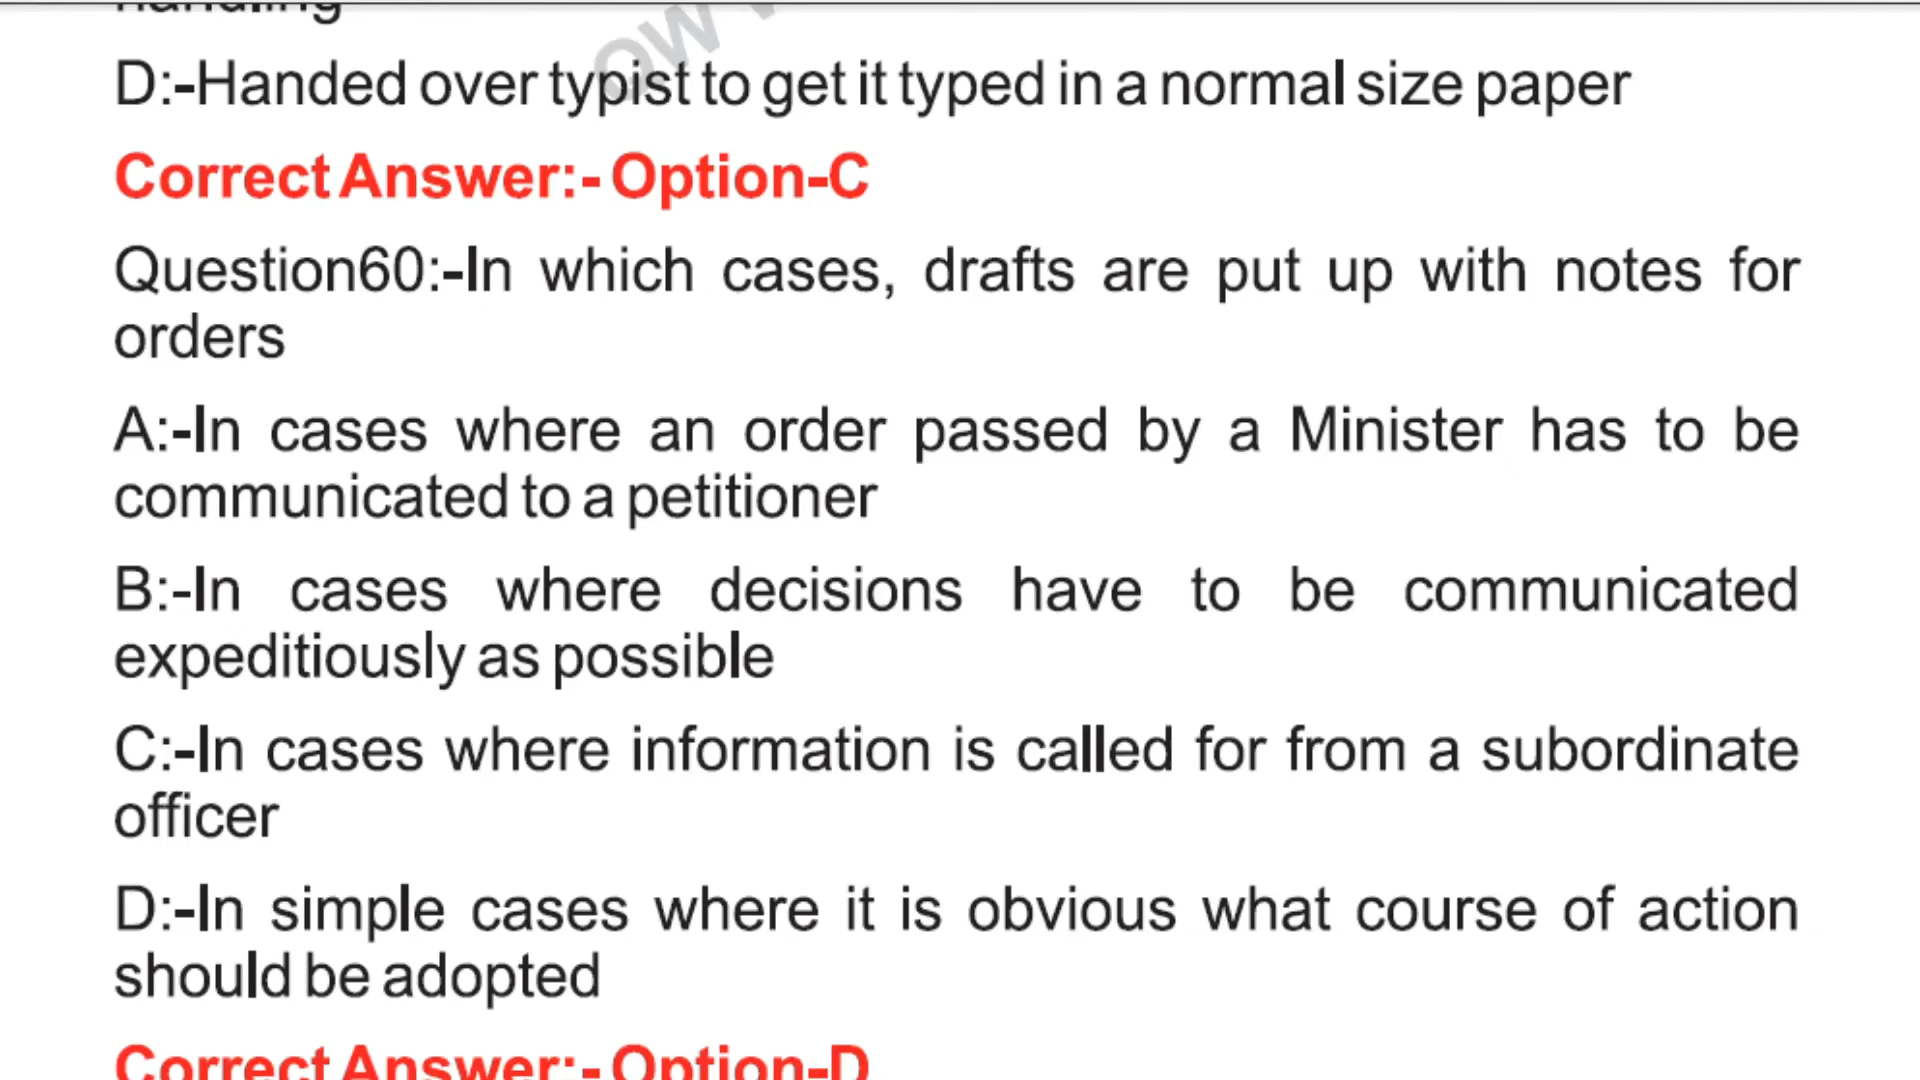 handling
D:-Handed over typist to get it typed in a normal size paper
Correct Answer:- Option-C
Question60:-In which cases, drafts are put up with notes for
orders
A:-In cases where an order passed by a Minister has to be
communicated to a petitioner
B:-In cases where decisions have to be communicated
expeditiously as possible
C:-In cases where information is called for from a subordinate
officer
D:-In simple cases where it is obvious what course of action
should be adopted
Correct Answer:- Option-D